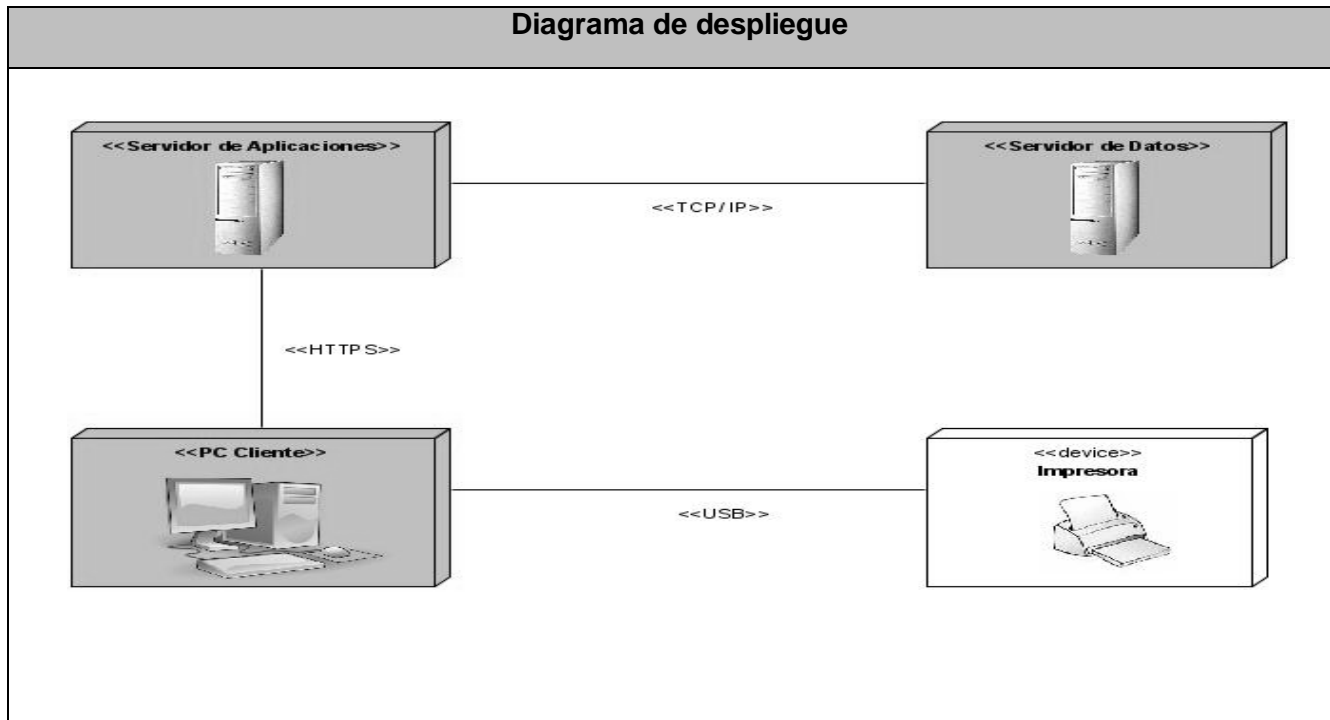 Diagrama de despliegue
<<Servidor de Aplicaciones>>
<<Servidor de Datos>>
<<TCP/IP>>
<<HTTPS>>
<<PC Cliente>>
<<device>>
Impresora
<<USB>>